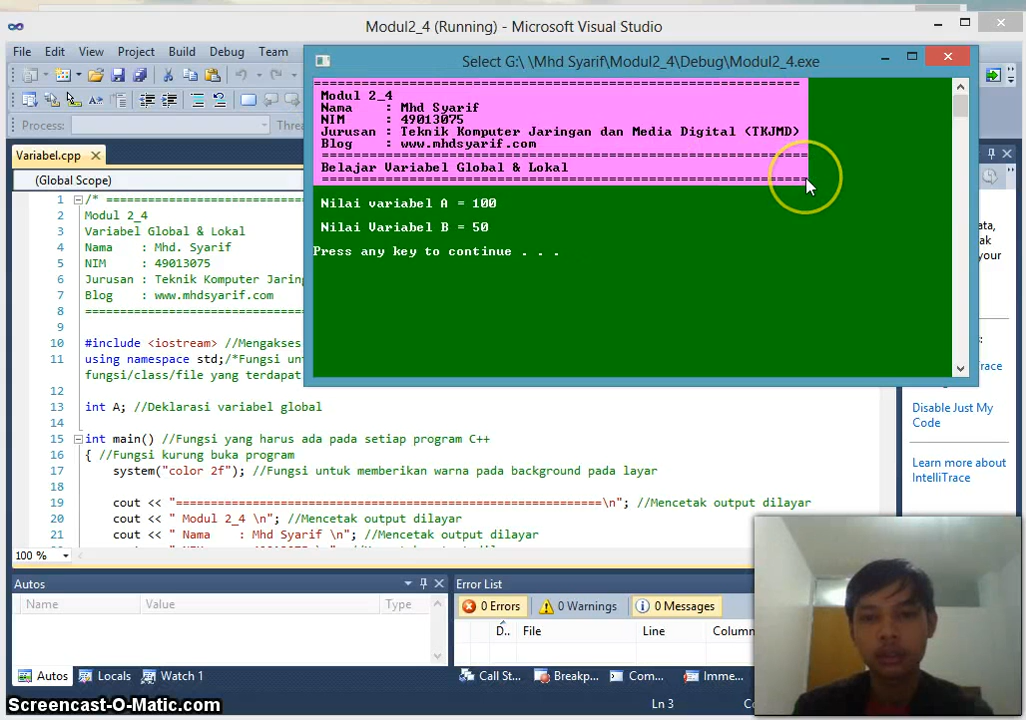 Modul2_4 (Running) - Microsoft Visual Studio
File Edit View Project Build Debug Team
Process:
Variabel.cpp
(Global Scope)
1 /* ============================
2 Modul 2_4
3 Variabel Global & Lokal
4 Nama : Mhd. Syarif
5 NIM : 49013075
6 Jurusan : Teknik Komputer Jaring
7 Blog : www.mhdsyarif.com
8 ===============================
9
10 #include <iostream> //Mengakses
11 using namespace std;/*Fungsi unt
fungsi/class/file yang terdapat
12
13 int A; //Deklarasi variabel global
14
15 int main() //Fungsi yang harus ada pada setiap program C++
16 { //Fungsi kurung buka program
17 system("color 2f"); //Fungsi untuk memberikan warna pada background pada layar
18
19 cout << "=============================================================\n"; //Mencetak output dilayar
20 cout << " Modul 2_4 \n"; //Mencetak output dilayar
21 cout << " Nama : Mhd Syarif \n"; //Mencetak output dilayar
100 %
Select G:\ \Mhd Syarif\Modul2_4\Debug\Modul2_4.exe
=============================================================
Modul 2_4
Nama : Mhd Syarif
NIM : 49013075
Jurusan : Teknik Komputer Jaringan dan Media Digital (TKJMD)
Blog : www.mhdsyarif.com
=============================================================
Belajar Variabel Global & Lokal
=============================================================
Nilai variabel A = 100
Nilai Variabel B = 50
Press any key to continue . . .
Disable Just My
Code
Learn more about
IntelliTrace
Autos
Name Value Type
Autos Locals Watch 1
Error List
0 Errors 0 Warnings 0 Messages
D.. File Line
Call St... Breakp... Com... Imme...
Ln 3
Screencast-O-Matic.com